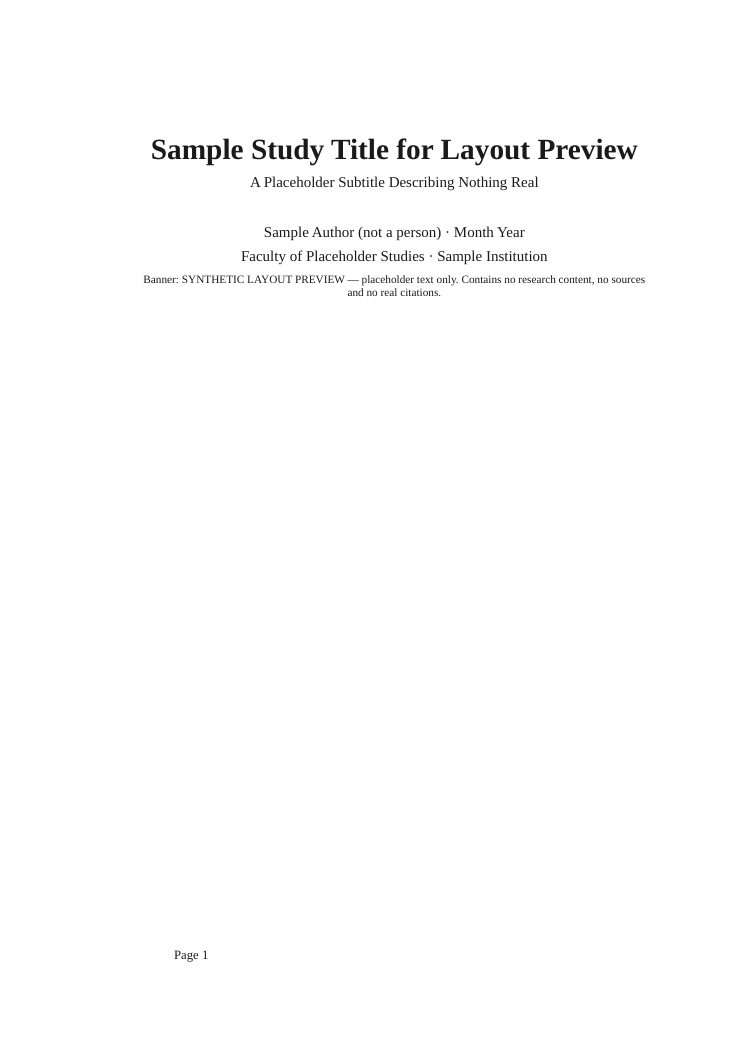 Sample Study Title for Layout Preview
A Placeholder Subtitle Describing Nothing Real
Sample Author (not a person) · Month Year
Faculty of Placeholder Studies · Sample Institution
Banner: SYNTHETIC LAYOUT PREVIEW — placeholder text only. Contains no research content, no sources
and no real citations.
Page 1